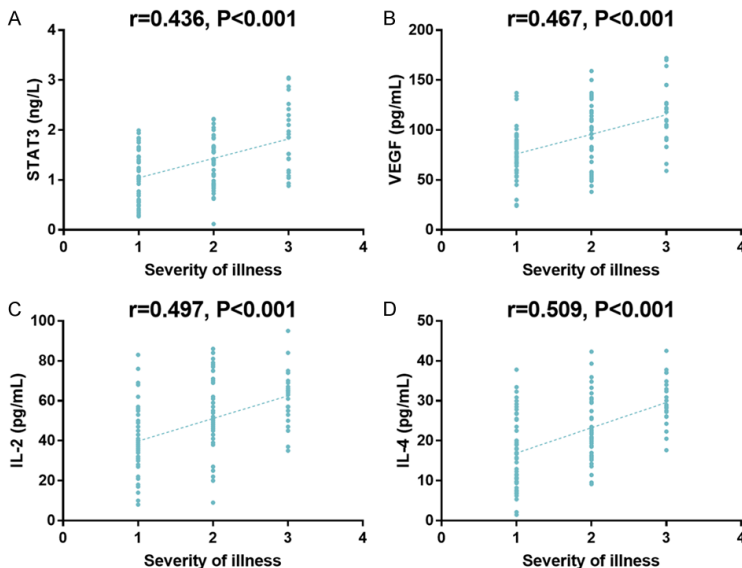 A
r=0.436, P<0.001
4
3
2
1
0
STAT3 (ng/L)
0 1 2 3 4
Severity of illness
B
r=0.467, P<0.001
200
150
100
50
0
VEGF (pg/mL)
0 1 2 3 4
Severity of illness
C
r=0.497, P<0.001
100
80
60
40
20
0
IL-2 (pg/mL)
0 1 2 3 4
Severity of illness
D
r=0.509, P<0.001
50
40
30
20
10
0
IL-4 (pg/mL)
0 1 2 3 4
Severity of illness